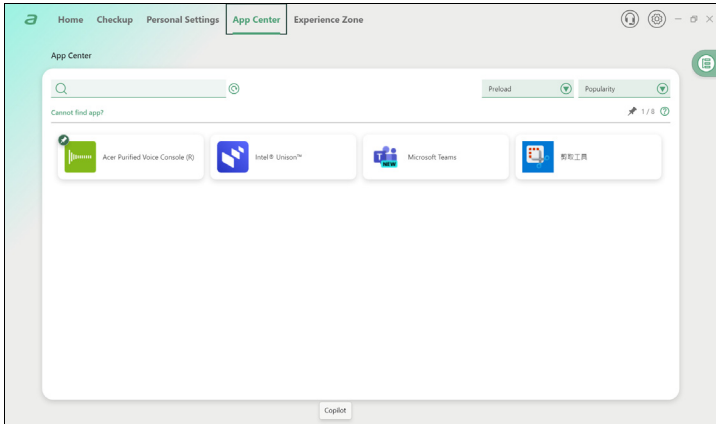 Home Checkup Personal Settings App Center Experience Zone
App Center
Preload Popularity
Cannot find app? 1 / 8
Acer Purified Voice Console (R) Intel® Unison™ NEW Microsoft Teams 剪取工具
Copilot